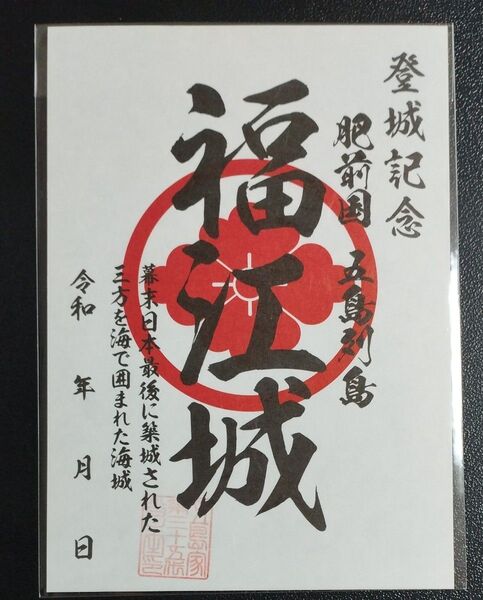 登城記念
肥前国 五島列島
福江城
幕末日本最後に築城された
三方を海で囲まれた海城
令和 年 月 日